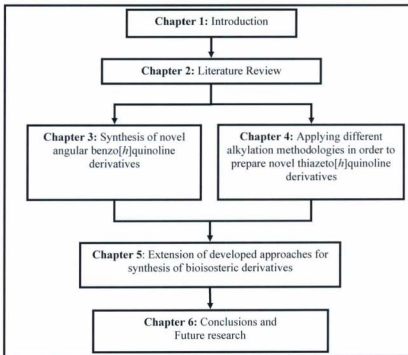 Chapter 1: Introduction
Chapter 2: Literature Review
Chapter 3: Synthesis of novel
angular benzo[h]quinoline
derivatives
Chapter 4: Applying different
alkylation methodologies in order to
prepare novel thiazeto[h]quinoline
derivatives
Chapter 5: Extension of developed approaches for
synthesis of bioisosteric derivatives
Chapter 6: Conclusions and
Future research